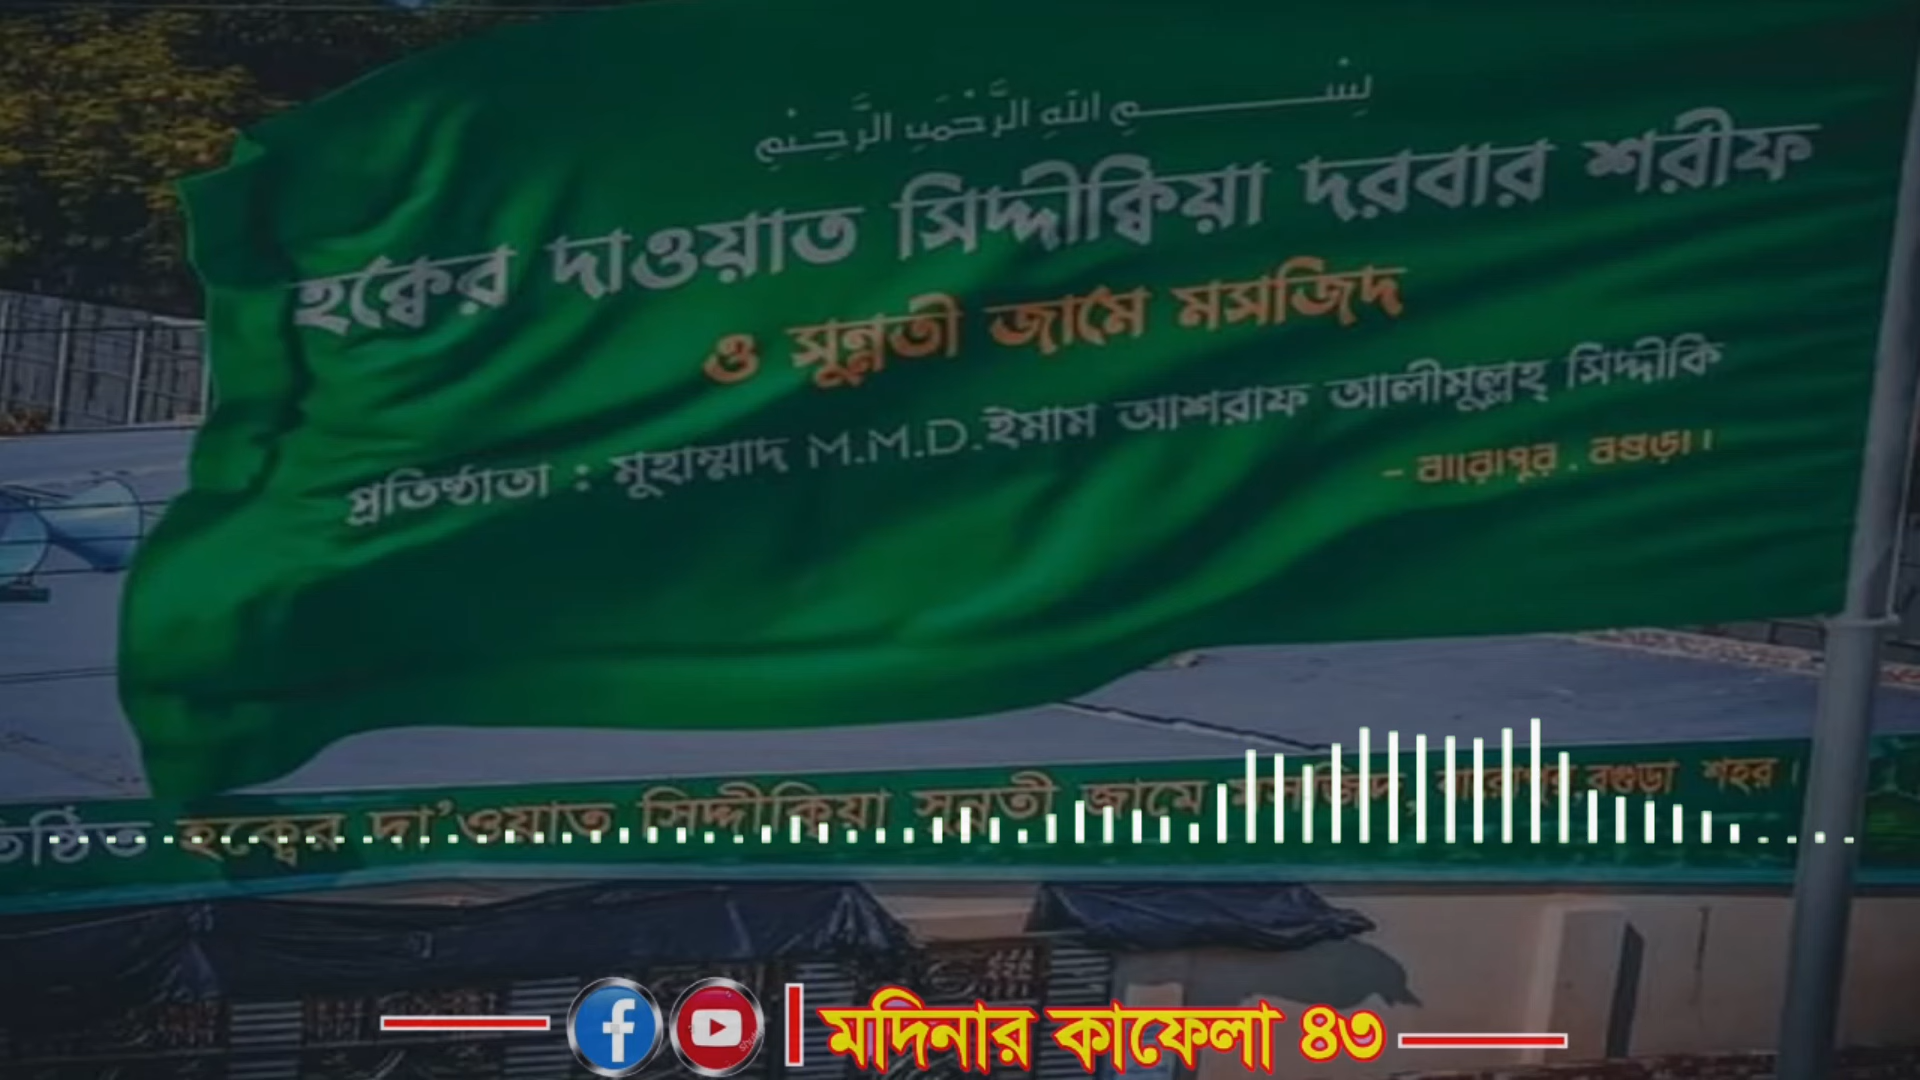 بِسْمِ اللهِ الرَّحْمٰنِ الرَّحِيْمِ
হক্বের দাওয়াত সিদ্দীক্বিয়া দরবার শরীফ
ও সুন্নতী জামে মসজিদ
প্রতিষ্ঠাতা : মুহাম্মাদ M.M.D.ইমাম আশরাফ আলীমুল্লহ্ সিদ্দীকি
- বারোপুর, বগুড়া।
হক্বের দা'ওয়াত সিদ্দীক্বিয়া সুন্নতী জামে মসজিদ, বারোপুর, বগুড়া শহর।
মদিনার কাফেলা ৪৩